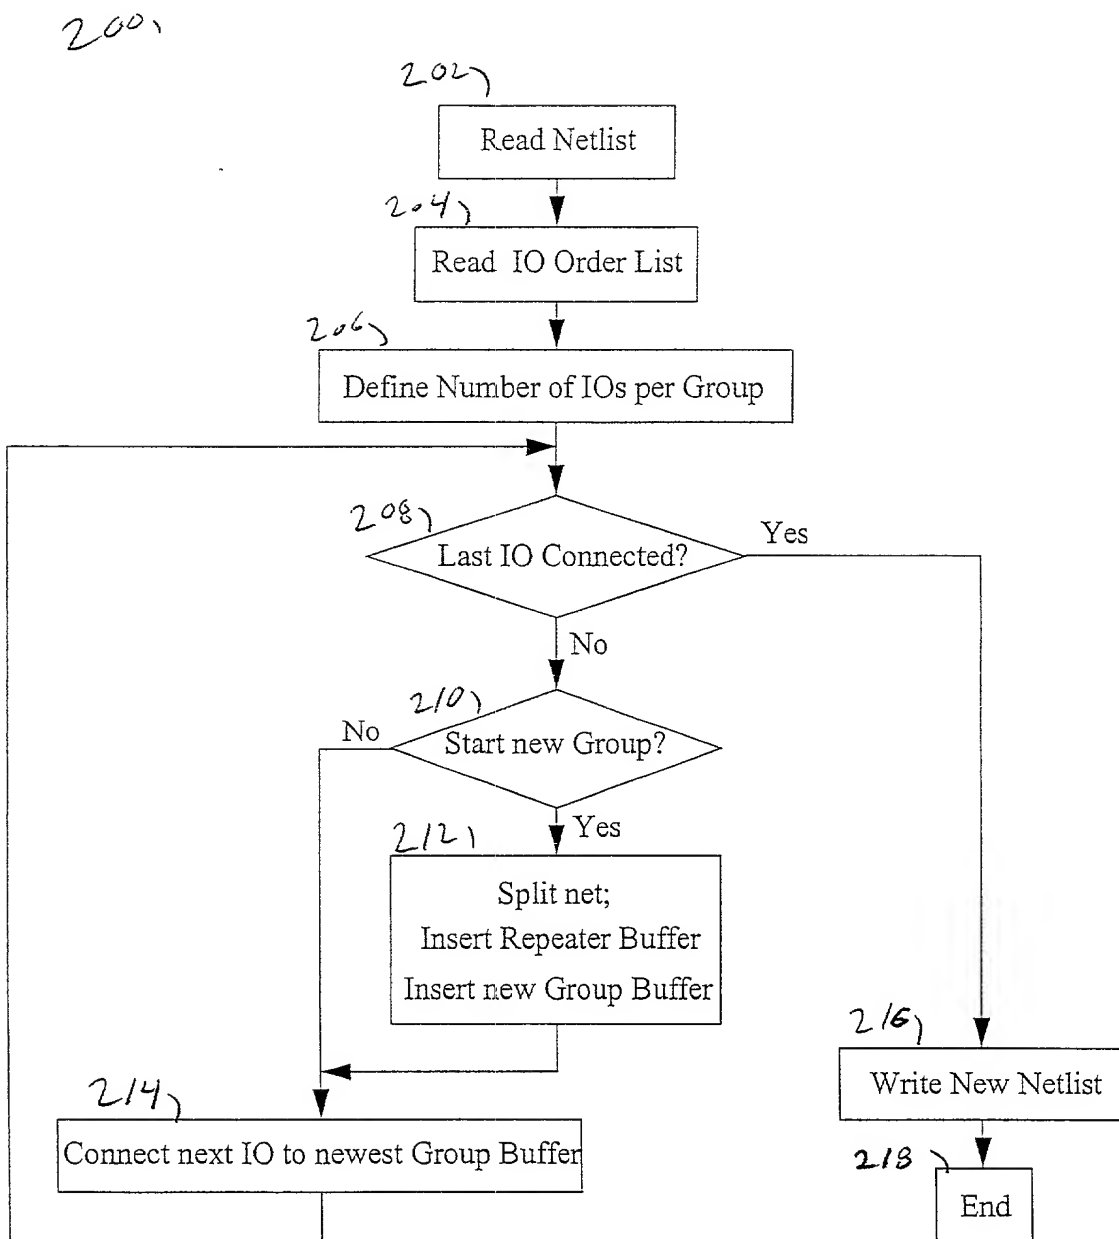 200
202
Read Netlist
204
Read IO Order List
206
Define Number of IOs per Group
208
Last IO Connected?
Yes
No
210
Start new Group?
No
Yes
212
Split net;
Insert Repeater Buffer
Insert new Group Buffer
214
Connect next IO to newest Group Buffer
216
Write New Netlist
218
End